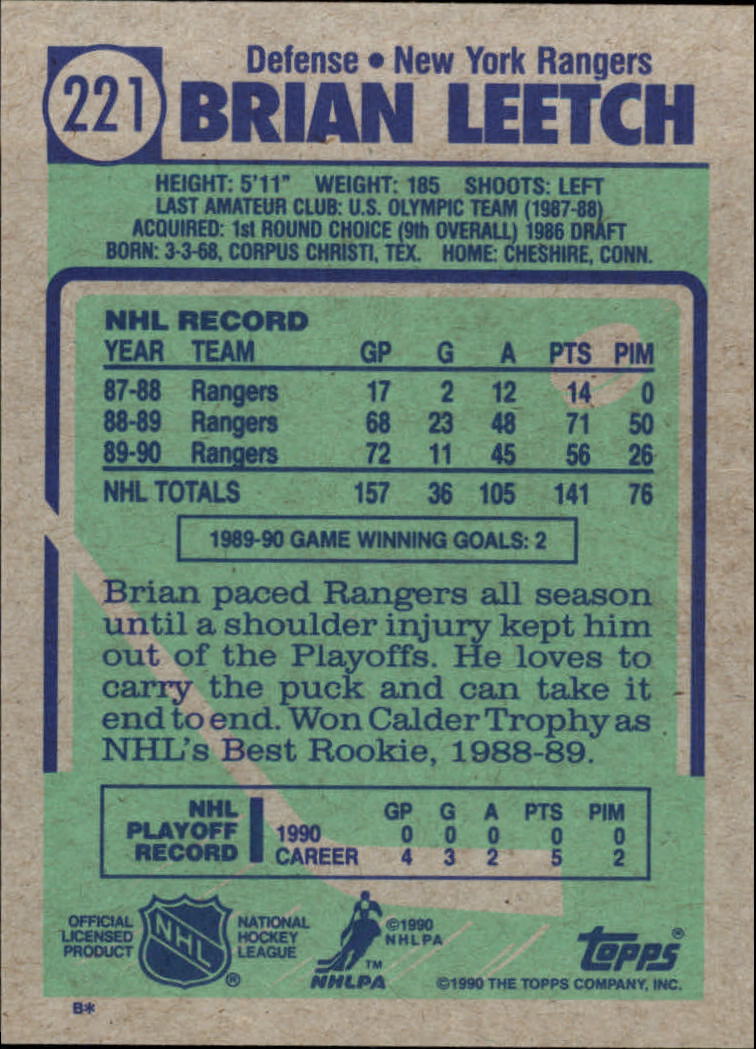 221
Defense • New York Rangers
BRIAN LEETCH
HEIGHT: 5'11" WEIGHT: 185 SHOOTS: LEFT
LAST AMATEUR CLUB: U.S. OLYMPIC TEAM (1987-88)
ACQUIRED: 1st ROUND CHOICE (9th OVERALL) 1986 DRAFT
BORN: 3-3-68, CORPUS CHRISTI, TEX. HOME: CHESHIRE, CONN.
NHL RECORD
YEAR TEAM GP G A PTS PIM
87-88 Rangers 17 2 12 14 0
88-89 Rangers 68 23 48 71 50
89-90 Rangers 72 11 45 56 26
NHL TOTALS 157 36 105 141 76
1989-90 GAME WINNING GOALS: 2
Brian paced Rangers all season
until a shoulder injury kept him
out of the Playoffs. He loves to
carry the puck and can take it
end to end. Won Calder Trophy as
NHL's Best Rookie, 1988-89.
NHL PLAYOFF RECORD
GP G A PTS PIM
1990 0 0 0 0 0
CAREER 4 3 2 5 2
OFFICIAL
LICENSED
PRODUCT
NHL
®
NATIONAL
HOCKEY
LEAGUE
TM
NHLPA
©1990
NHLPA
topps®
©1990 THE TOPPS COMPANY, INC.
B*